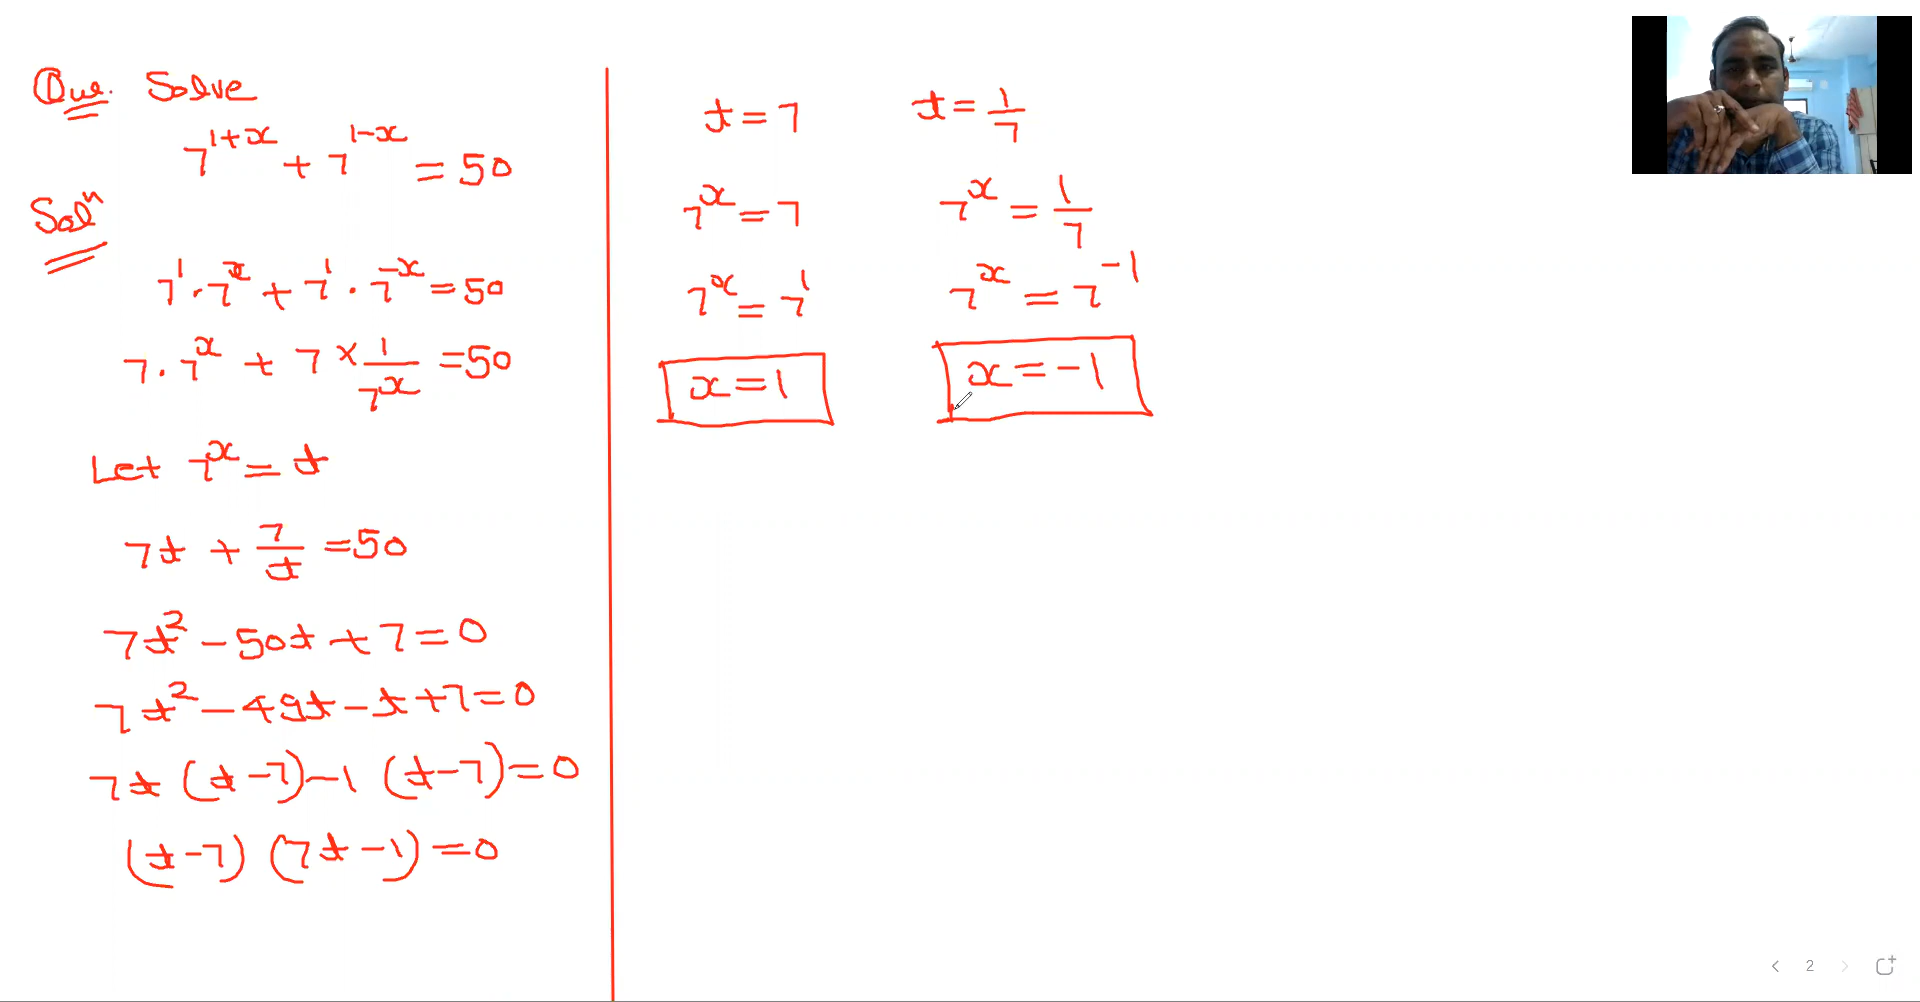 Que. Solve
7^{1+x} + 7^{1-x} = 50
Solⁿ
7^1 . 7^x + 7^1 . 7^{-x} = 50
7 . 7^x + 7 × 1/7^x = 50
Let 7^x = t
7t + 7/t = 50
7t² - 50t + 7 = 0
7t² - 49t - t + 7 = 0
7t (t-7) - 1 (t-7) = 0
(t-7) (7t-1) = 0
t = 7
7^x = 7
7^x = 7^1
x = 1
t = 1/7
7^x = 1/7
7^x = 7^{-1}
x = -1
2